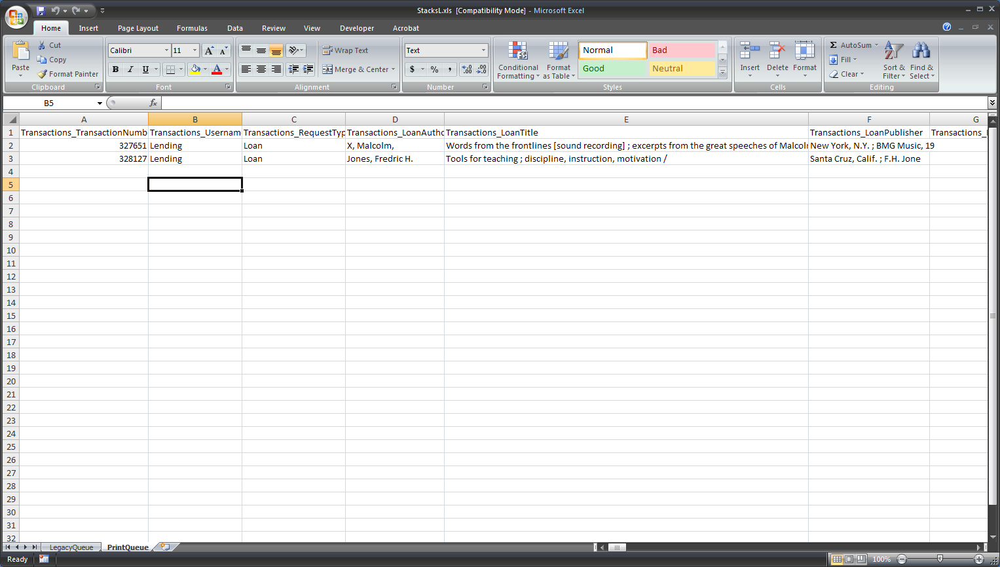 StacksL.xls [Compatibility Mode] - Microsoft Excel
Home Insert Page Layout Formulas Data Review View Developer Acrobat
Paste
Cut
Copy
Format Painter
Clipboard
Calibri 11
B I U
Font
Wrap Text
Merge & Center
Alignment
Text
$ % ,
Number
Conditional Formatting
Format as Table
Normal Bad
Good Neutral
Styles
Insert Delete Format
Cells
Σ AutoSum
Fill
Clear
Sort & Filter
Find & Select
Editing
B5 fx
A B C D E F G
1 Transactions_TransactionNumb Transactions_Usernam Transactions_RequestTyp Transactions_LoanAutho Transactions_LoanTitle Transactions_LoanPublisher Transactions_
2 327651 Lending Loan X, Malcolm, Words from the frontlines [sound recording] ; excerpts from the great speeches of Malcolm New York, N.Y. ; BMG Music, 19
3 328127 Lending Loan Jones, Fredric H. Tools for teaching ; discipline, instruction, motivation / Santa Cruz, Calif. ; F.H. Jone
4
5
6
7
8
9
10
11
12
13
14
15
16
17
18
19
20
21
22
23
24
25
26
27
28
29
30
31
32
LegacyQueue PrintQueue
Ready 100%